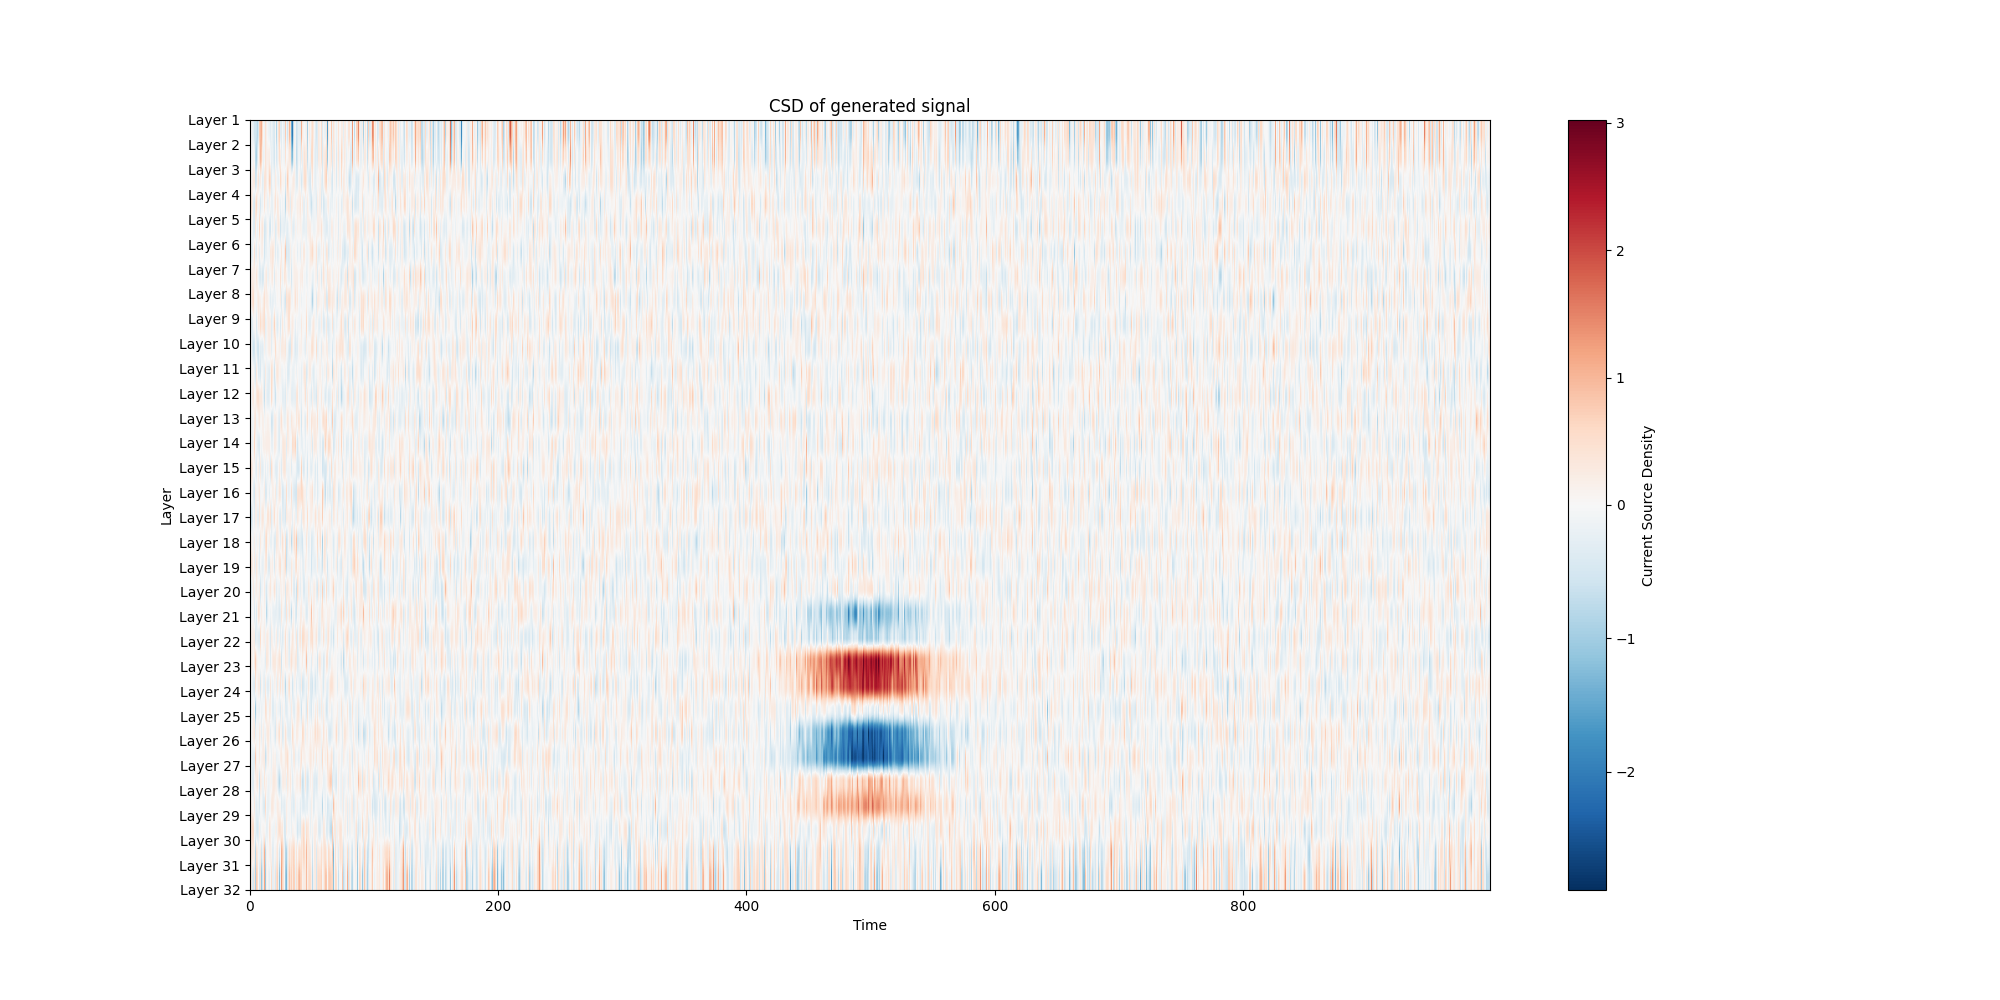 CSD of generated signal
Layer 1
Layer 2
Layer 3
Layer 4
Layer 5
Layer 6
Layer 7
Layer 8
Layer 9
Layer 10
Layer 11
Layer 12
Layer 13
Layer 14
Layer 15
Layer 16
Layer 17
Layer 18
Layer 19
Layer 20
Layer 21
Layer 22
Layer 23
Layer 24
Layer 25
Layer 26
Layer 27
Layer 28
Layer 29
Layer 30
Layer 31
Layer 32
Layer
0 200 400 600 800
Time
3
2
1
0
−1
−2
Current Source Density